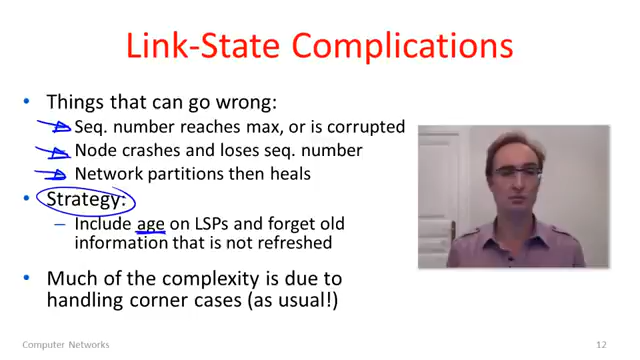 Link-State Complications
• Things that can go wrong:
Seq. number reaches max, or is corrupted
Node crashes and loses seq. number
Network partitions then heals
• Strategy:
– Include age on LSPs and forget old
information that is not refreshed
• Much of the complexity is due to
handling corner cases (as usual!)
Computer Networks
12